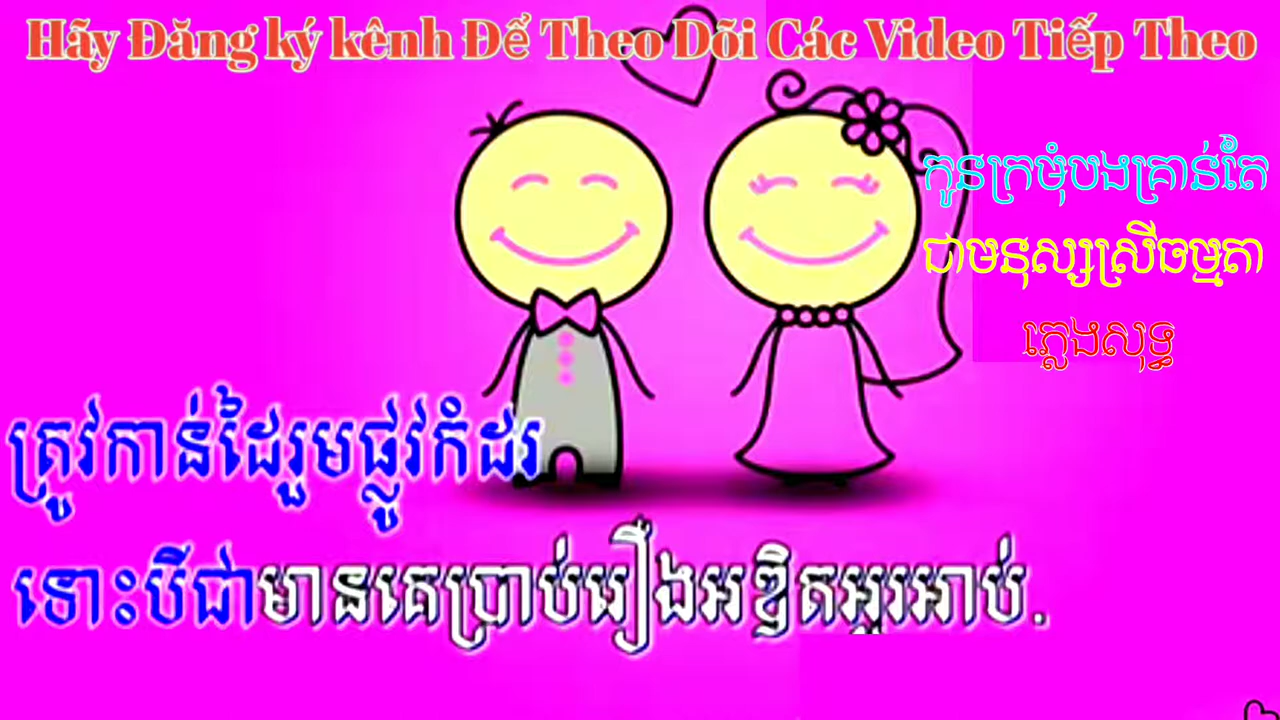 Hãy Đăng ký kênh Để Theo Dõi Các Video Tiếp Theo
កូនក្រមុំបងគ្រាន់តែ
ជាមនុស្សស្រីធម្មតា
ភ្លេងសុទ្ធ
ត្រូវកាន់ដៃរួមផ្លូវកំដរ
ទោះបីជាមានគេប្រាប់រឿងអឌិតអួរអាប់.